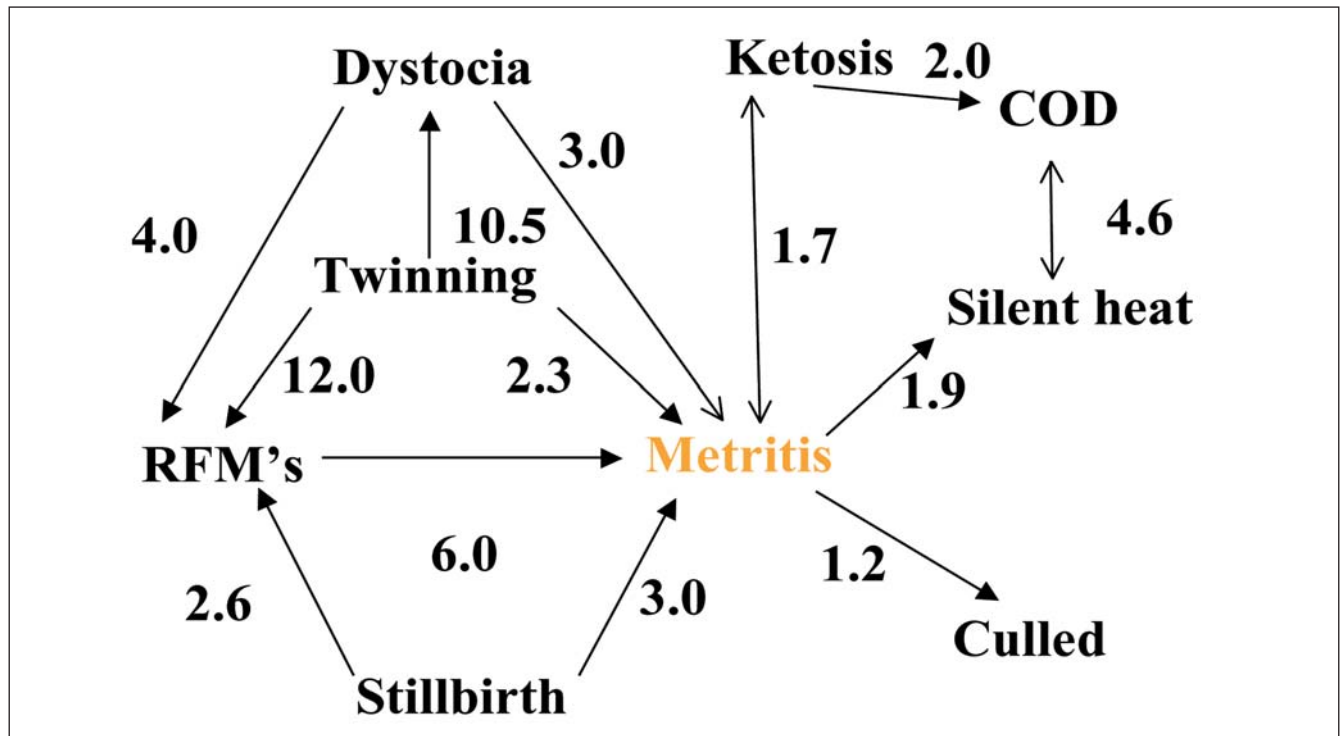 Dystocia
Ketosis
2.0
COD
3.0
4.0
10.5
4.6
1.7
Twinning
Silent heat
12.0
2.3
1.9
RFM's
Metritis
6.0
1.2
2.6
3.0
Culled
Stillbirth